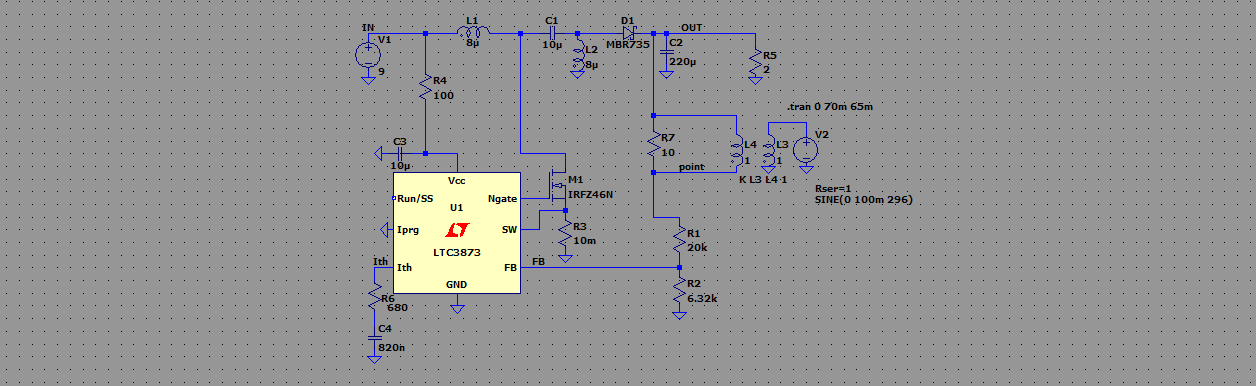 IN
L1
8µ
V1
9
C1
10µ
L2
8µ
D1
MBR735
OUT
C2
220µ
R5
2
R4
100
.tran 0 70m 65m
C3
10µ
R7
10
L4
1
L3
1
V2
point
K L3 L4 1
Rser=1
SINE(0 100m 296)
M1
IRFZ46N
Vcc
Run/SS
U1
Ngate
Iprg
SW
LTC3873
Ith
Ith
FB
FB
GND
R3
10m
R1
20k
R2
6.32k
R6
680
C4
820n